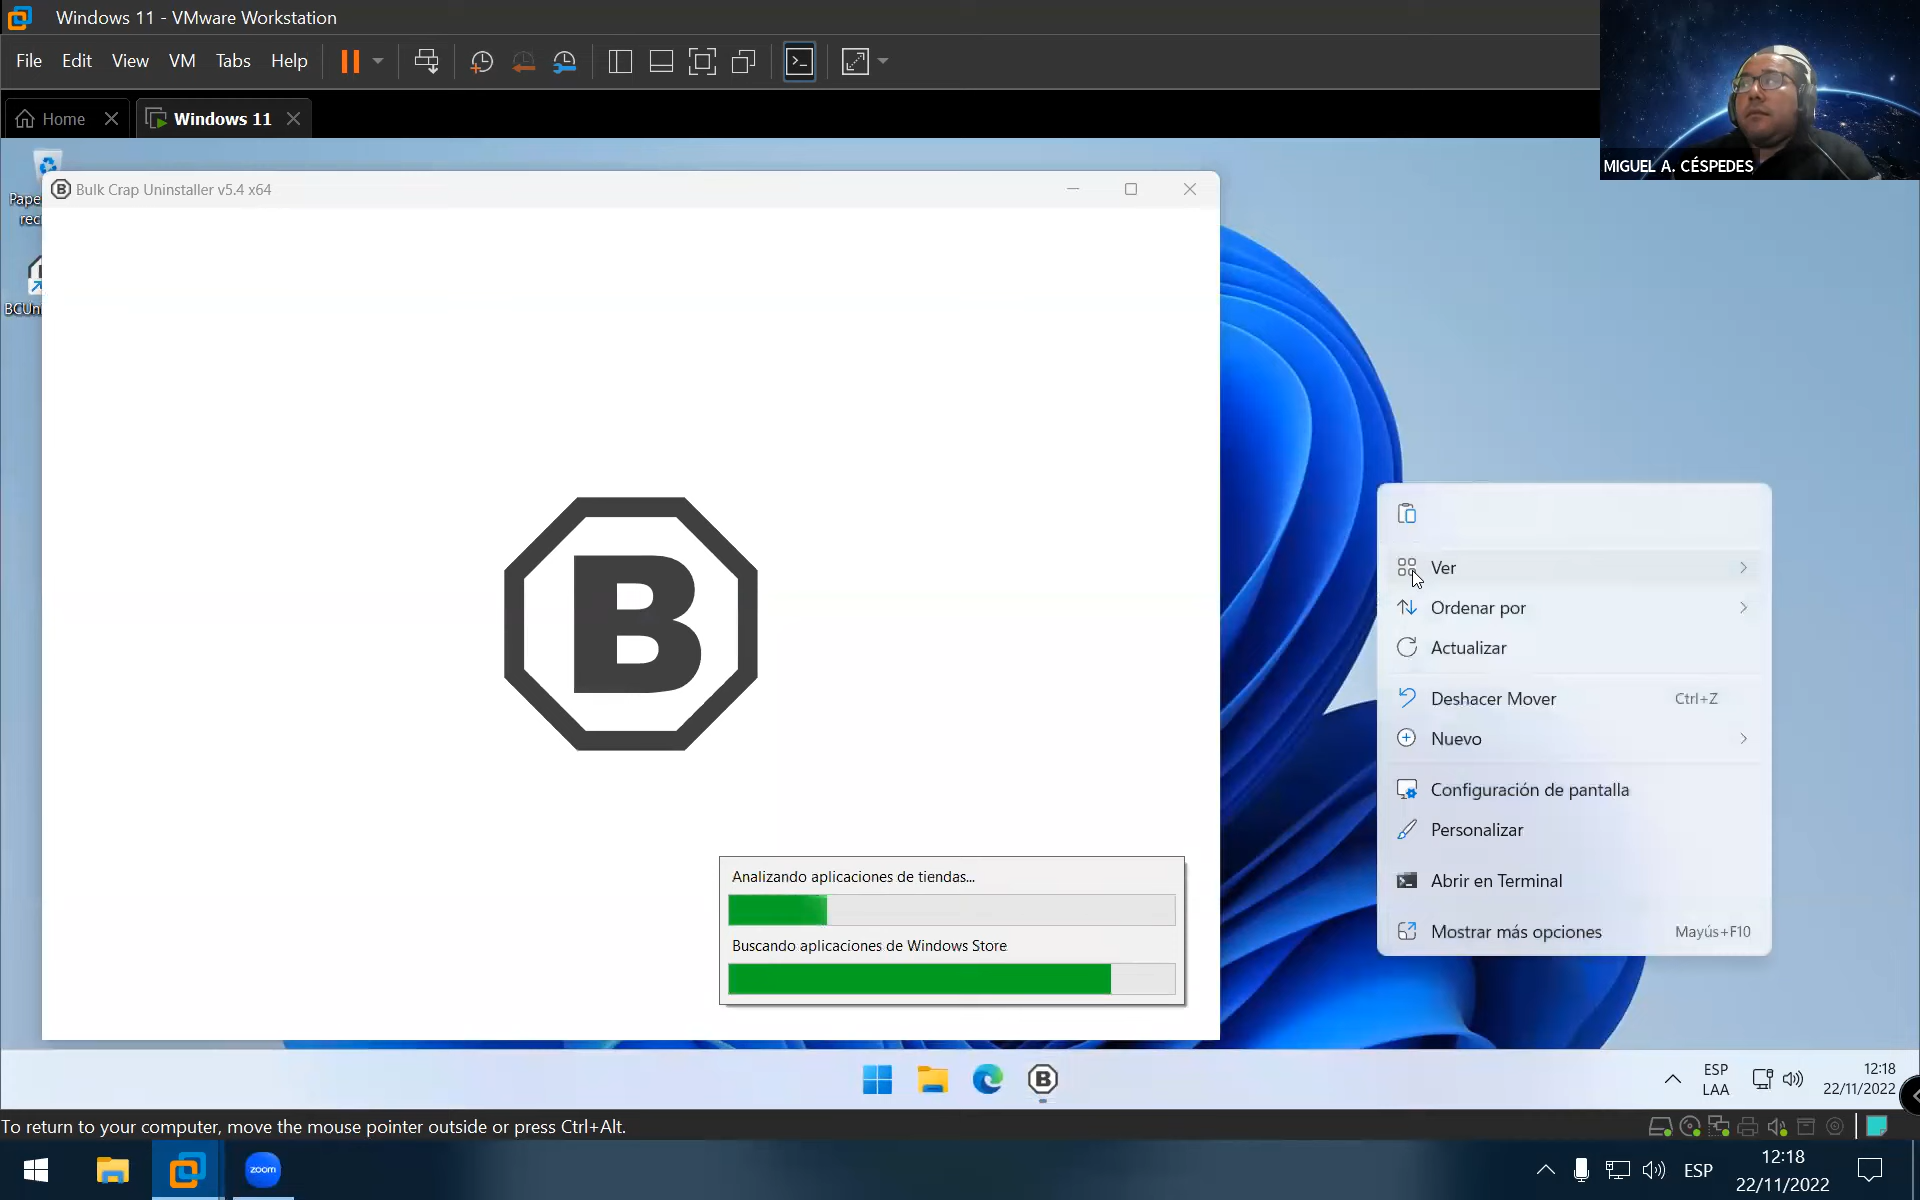 Windows 11 - VMware Workstation
File Edit View VM Tabs Help
Home
Windows 11
MIGUEL A. CÉSPEDES
Bulk Crap Uninstaller v5.4 x64
B
Ver
Ordenar por
Actualizar
Deshacer Mover Ctrl+Z
Nuevo
Configuración de pantalla
Personalizar
Abrir en Terminal
Mostrar más opciones Mayús+F10
Analizando aplicaciones de tiendas...
Buscando aplicaciones de Windows Store
ESP
LAA
12:18
22/11/2022
To return to your computer, move the mouse pointer outside or press Ctrl+Alt.
zoom
ESP
12:18
22/11/2022